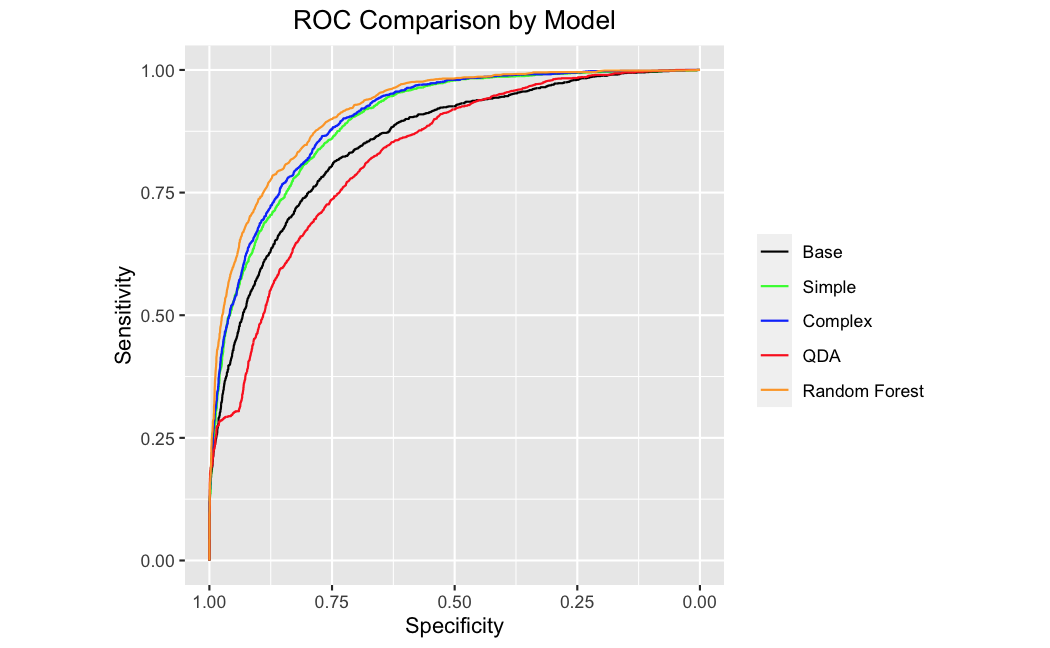 ROC Comparison by Model
1.00
0.75
0.50
0.25
0.00
Sensitivity
1.00 0.75 0.50 0.25 0.00
Specificity
Base
Simple
Complex
QDA
Random Forest